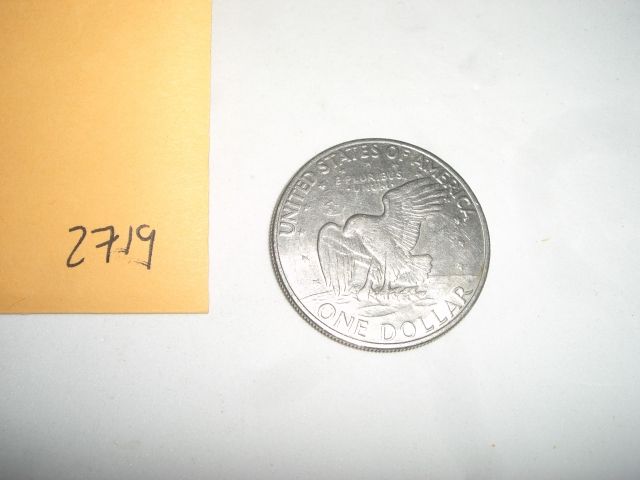 2719
UNITED STATES OF AMERICA
E PLURIBUS
UNUM
ONE DOLLAR